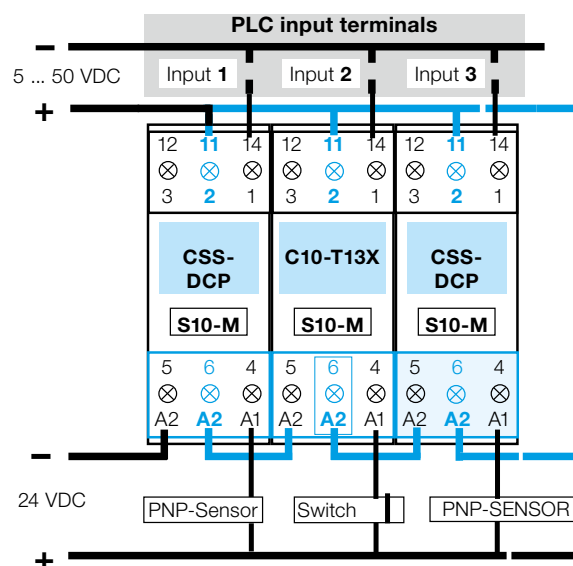 PLC input terminals
−
5 ... 50 VDC
Input 1 Input 2 Input 3
+
12 11 14 12 11 14 12 11 14
3 2 1 3 2 1 3 2 1
CSS-
DCP
C10-T13X
CSS-
DCP
S10-M S10-M S10-M
5 6 4 5 6 4 5 6 4
A2 A2 A1 A2 A2 A1 A2 A2 A1
−
24 VDC
PNP-Sensor Switch PNP-SENSOR
+